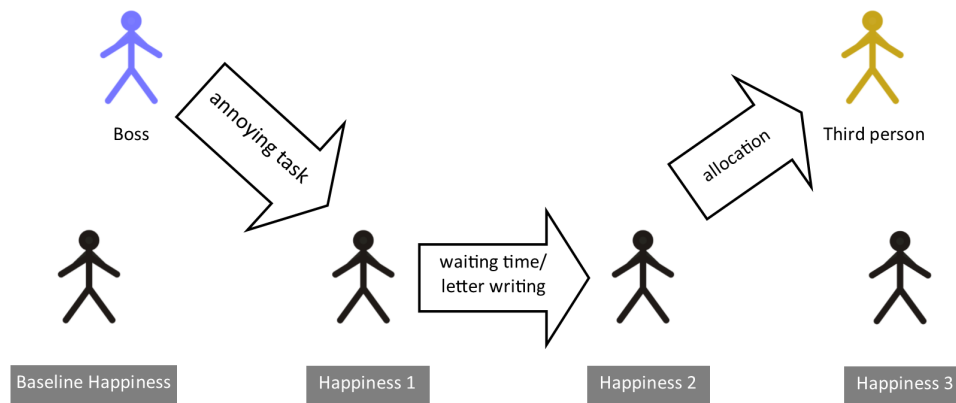 Boss
annoying task
allocation
Third person
waiting time/
letter writing
Baseline Happiness
Happiness 1
Happiness 2
Happiness 3